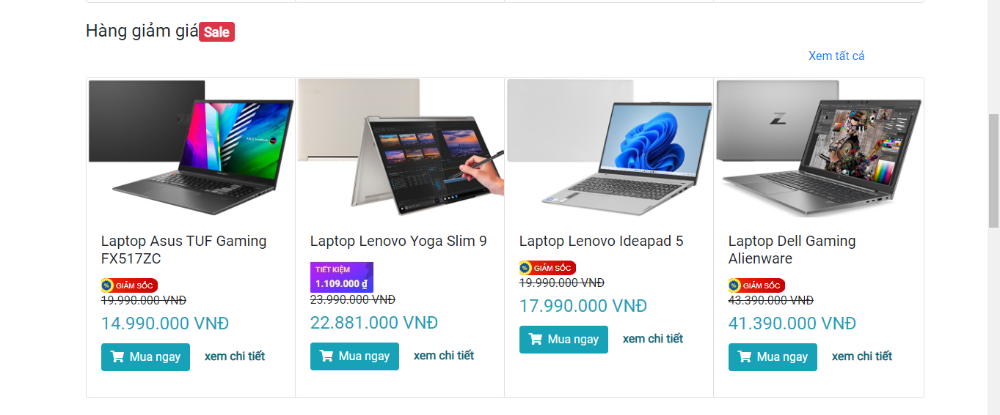 Hàng giảm giá Sale
Xem tất cả
ASUS VivoBook
Laptop Asus TUF Gaming
FX517ZC
GIẢM SỐC
19.990.000 VNĐ
14.990.000 VNĐ
Mua ngay
xem chi tiết
Laptop Lenovo Yoga Slim 9
TIẾT KIỆM
1.109.000 ₫
23.990.000 VNĐ
22.881.000 VNĐ
Mua ngay
xem chi tiết
Laptop Lenovo Ideapad 5
GIẢM SỐC
19.990.000 VNĐ
17.990.000 VNĐ
Mua ngay
xem chi tiết
Laptop Dell Gaming
Alienware
GIẢM SỐC
43.390.000 VNĐ
41.390.000 VNĐ
Mua ngay
xem chi tiết